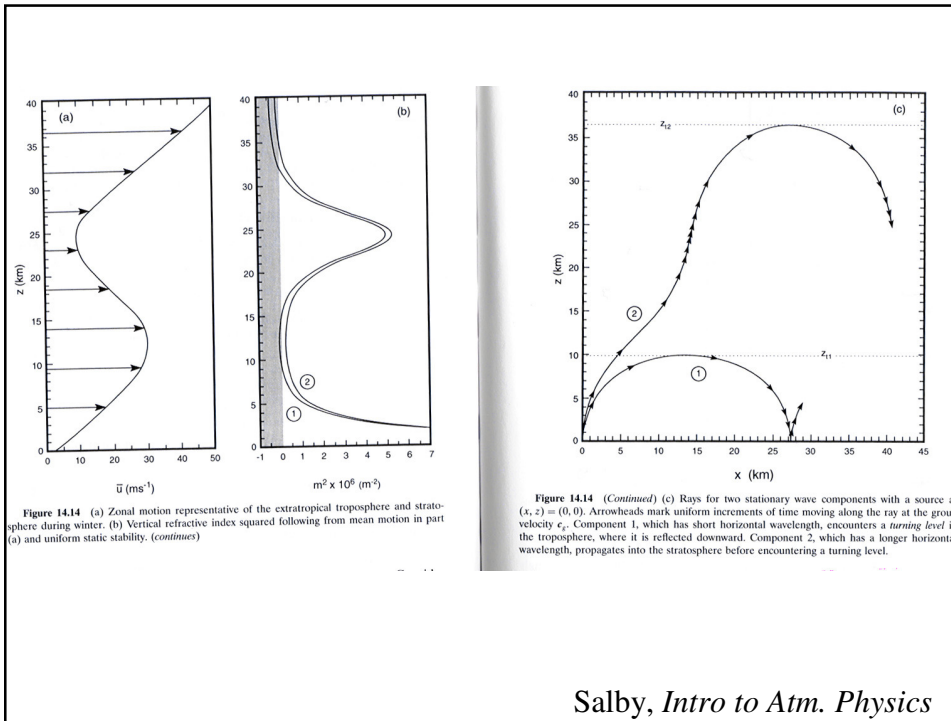 40
35
30
25
20
15
10
5
0
z (km)
(a)
0 10 20 30 40 50
u̅ (ms⁻¹)
40
35
30
25
20
15
10
5
0
(b)
2
1
-1 0 1 2 3 4 5 6 7
m² x 10⁶ (m⁻²)
Figure 14.14 (a) Zonal motion representative of the extratropical troposphere and strato-
sphere during winter. (b) Vertical refractive index squared following from mean motion in part
(a) and uniform static stability. (continues)
40
35
30
25
20
15
10
5
0
z (km)
(c)
z₁₂
2
z₁₁
1
0 5 10 15 20 25 30 35 40 45
x (km)
Figure 14.14 (Continued) (c) Rays for two stationary wave components with a source a
(x, z) = (0, 0). Arrowheads mark uniform increments of time moving along the ray at the grou
velocity c_g. Component 1, which has short horizontal wavelength, encounters a turning level i
the troposphere, where it is reflected downward. Component 2, which has a longer horizonta
wavelength, propagates into the stratosphere before encountering a turning level.
Salby, Intro to Atm. Physics